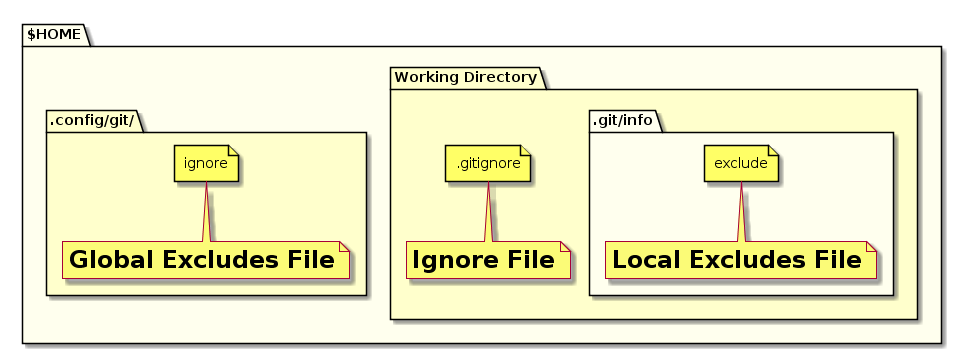 $HOME
Working Directory
.config/git/
.git/info
ignore
.gitignore
exclude
Global Excludes File
Ignore File
Local Excludes File